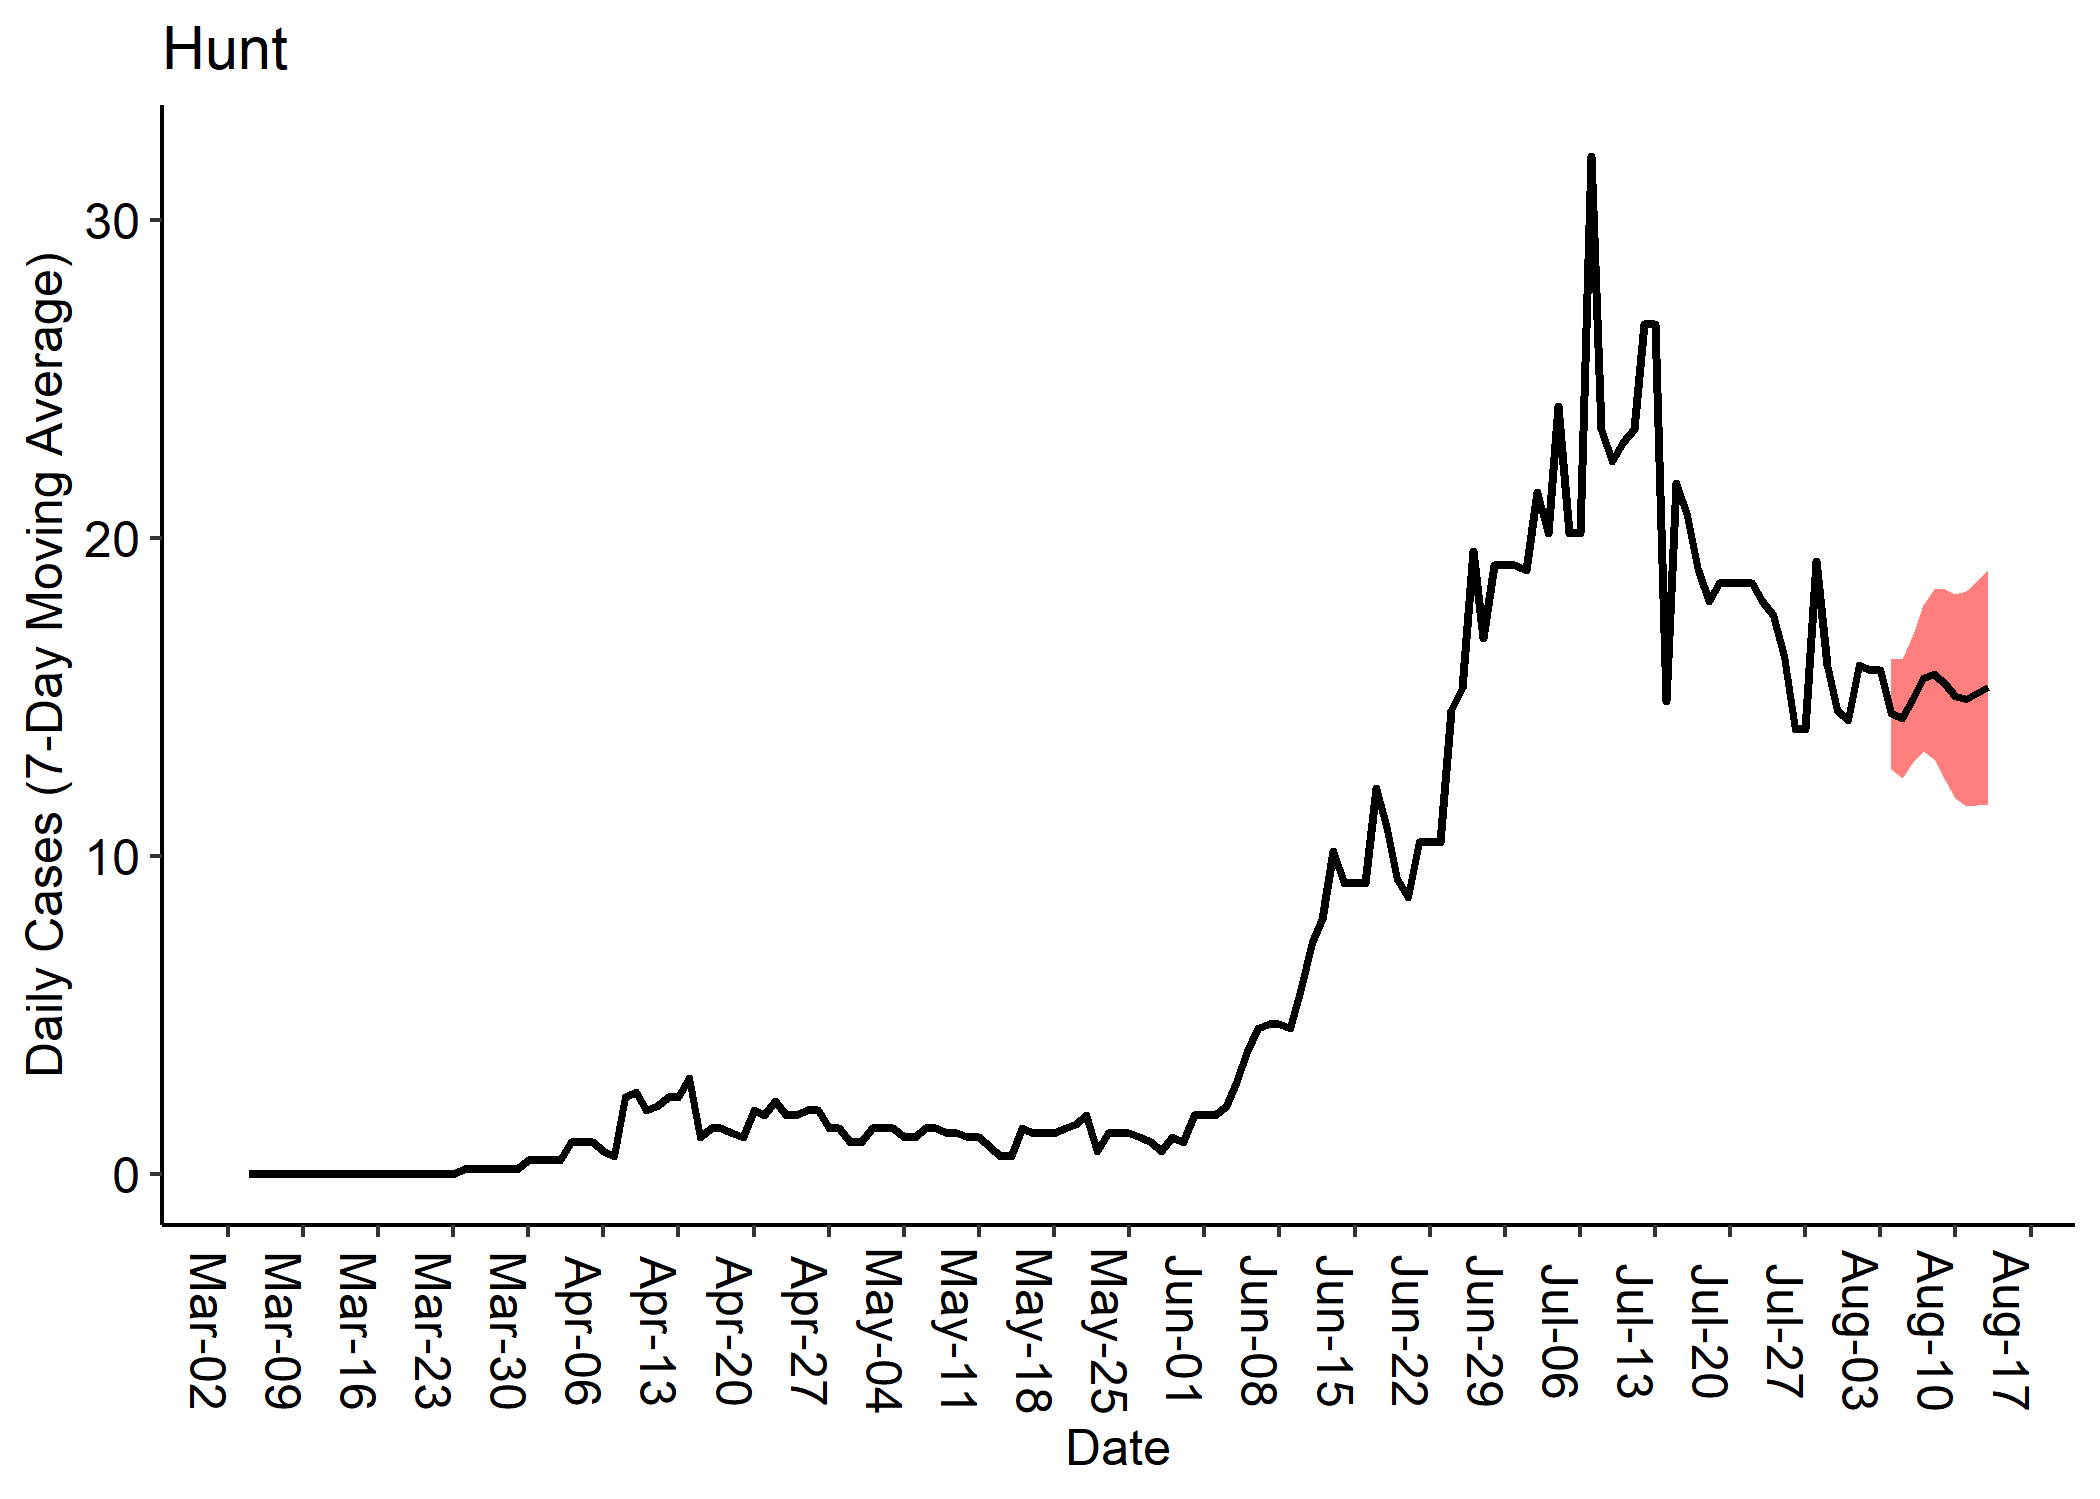 Hunt
Daily Cases (7-Day Moving Average)
30
20
10
0
Mar-02
Mar-09
Mar-16
Mar-23
Mar-30
Apr-06
Apr-13
Apr-20
Apr-27
May-04
May-11
May-18
May-25
Jun-01
Jun-08
Jun-15
Jun-22
Jun-29
Jul-06
Jul-13
Jul-20
Jul-27
Aug-03
Aug-10
Aug-17
Date